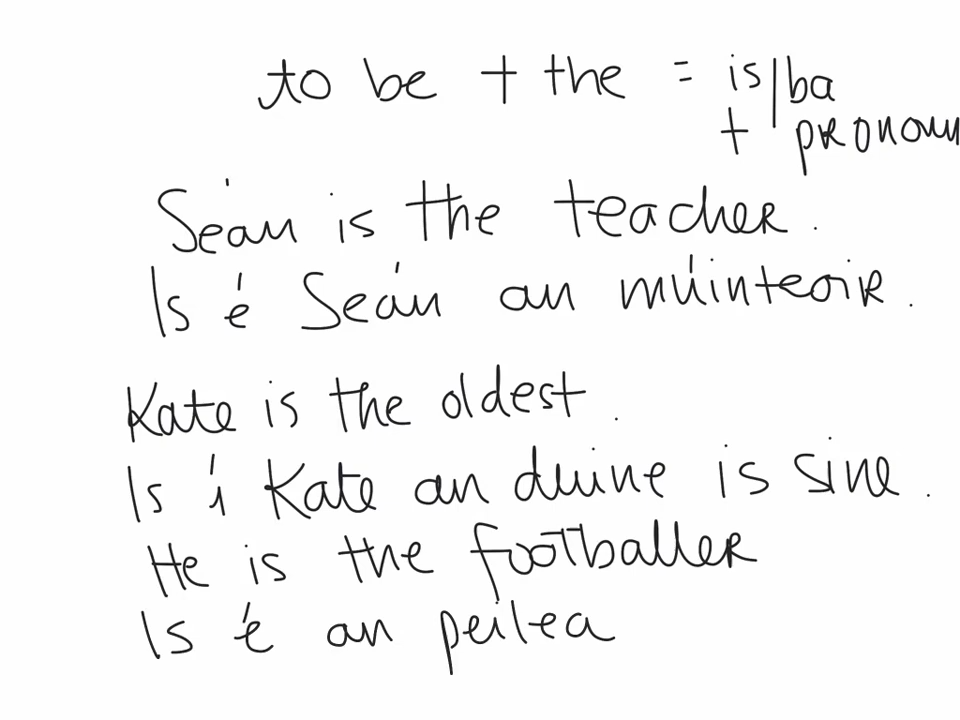 to be + the = is/ba
+ pronoun
Seán is the teacher.
Is é Seán an múinteoir.
Kate is the oldest.
Is í Kate an duine is sine.
He is the footballer
Is é an peilea